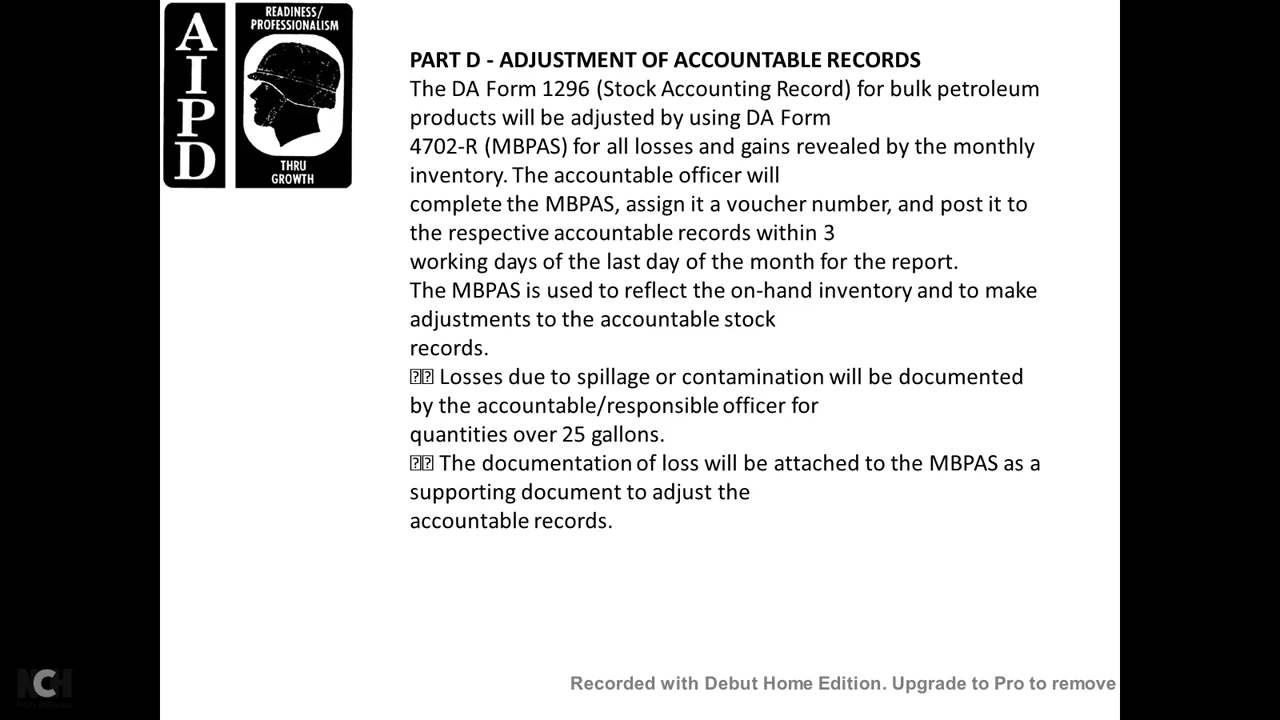 A
I
P
D
READINESS/
PROFESSIONALISM
THRU
GROWTH
PART D - ADJUSTMENT OF ACCOUNTABLE RECORDS
The DA Form 1296 (Stock Accounting Record) for bulk petroleum
products will be adjusted by using DA Form
4702-R (MBPAS) for all losses and gains revealed by the monthly
inventory. The accountable officer will
complete the MBPAS, assign it a voucher number, and post it to
the respective accountable records within 3
working days of the last day of the month for the report.
The MBPAS is used to reflect the on-hand inventory and to make
adjustments to the accountable stock
records.
⍰⍰ Losses due to spillage or contamination will be documented
by the accountable/responsible officer for
quantities over 25 gallons.
⍰⍰ The documentation of loss will be attached to the MBPAS as a
supporting document to adjust the
accountable records.
NCH
Recorded with Debut Home Edition. Upgrade to Pro to remove